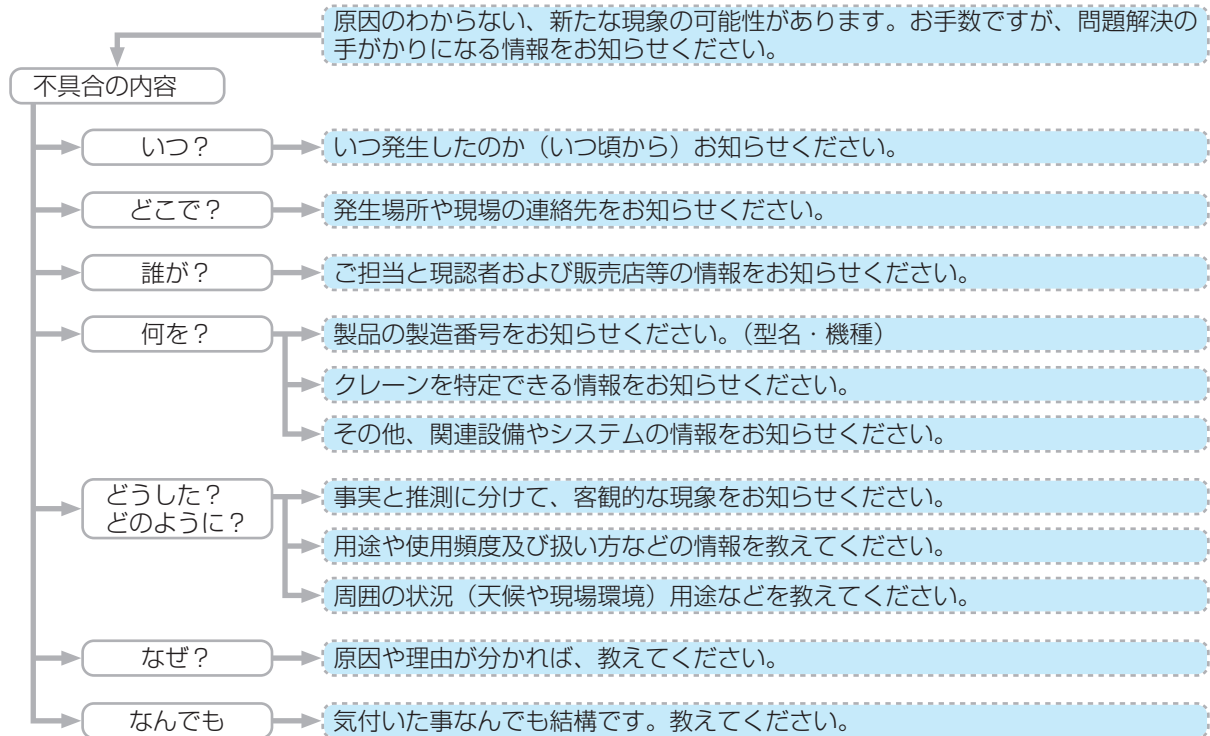 原因のわからない、新たな現象の可能性があります。お手数ですが、問題解決の
手がかりになる情報をお知らせください。
不具合の内容
いつ？
いつ発生したのか（いつ頃から）お知らせください。
どこで？
発生場所や現場の連絡先をお知らせください。
誰が？
ご担当と現認者および販売店等の情報をお知らせください。
何を？
製品の製造番号をお知らせください。（型名・機種）
クレーンを特定できる情報をお知らせください。
その他、関連設備やシステムの情報をお知らせください。
どうした？
どのように？
事実と推測に分けて、客観的な現象をお知らせください。
用途や使用頻度及び扱い方などの情報を教えてください。
周囲の状況（天候や現場環境）用途などを教えてください。
なぜ？
原因や理由が分かれば、教えてください。
なんでも
気付いた事なんでも結構です。教えてください。